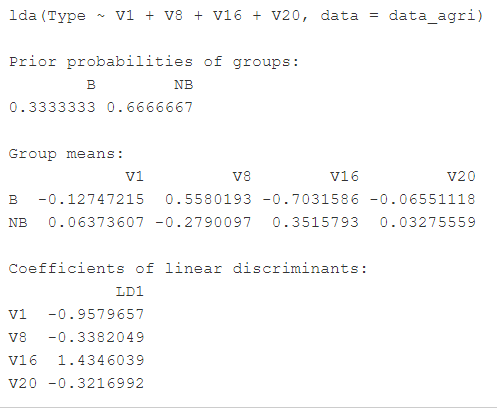 lda(Type ~ V1 + V8 + V16 + V20, data = data_agri)
Prior probabilities of groups:
B NB
0.3333333 0.6666667
Group means:
V1 V8 V16 V20
B -0.12747215 0.5580193 -0.7031586 -0.06551118
NB 0.06373607 -0.2790097 0.3515793 0.03275559
Coefficients of linear discriminants:
LD1
V1 -0.9579657
V8 -0.3382049
V16 1.4346039
V20 -0.3216992